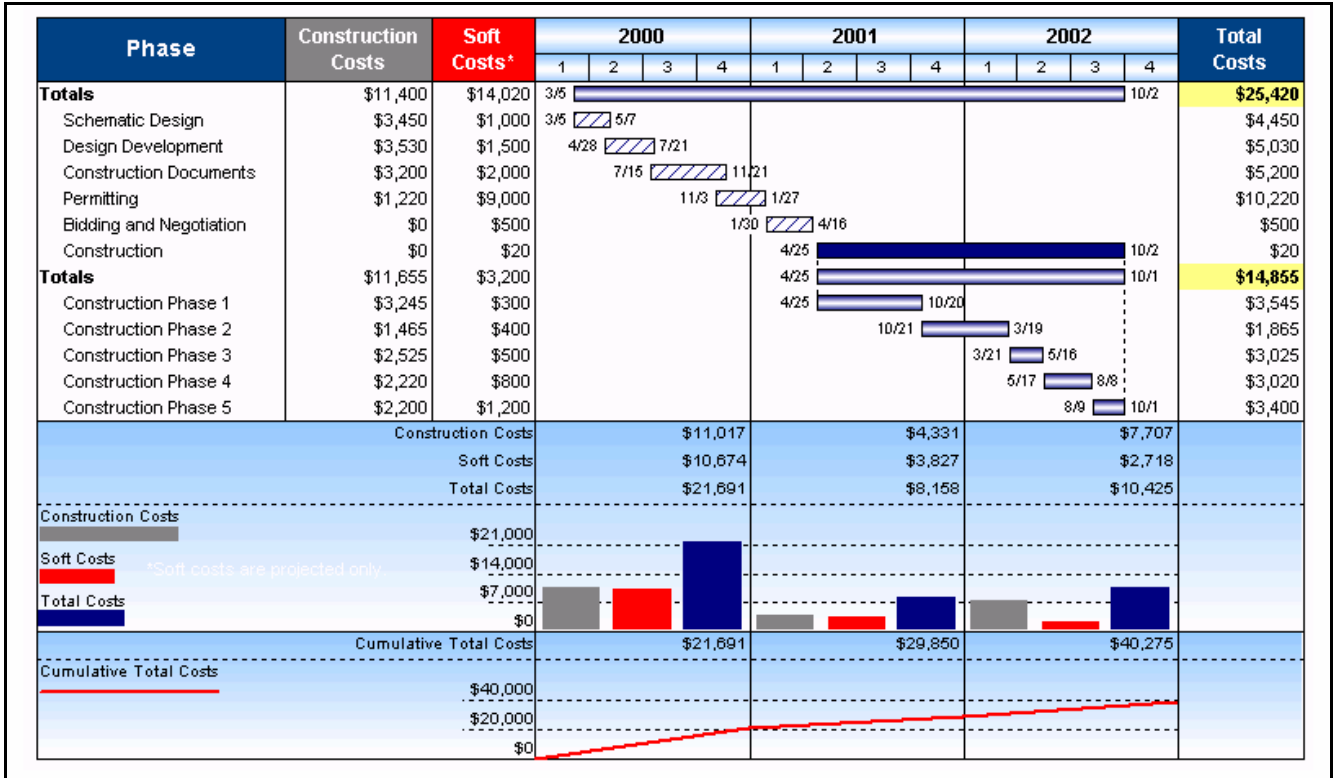 Phase Construction Costs Soft Costs* 2000 2001 2002 Total Costs
1 2 3 4 1 2 3 4 1 2 3 4
Totals $11,400 $14,020 3/5 10/2 $25,420
Schematic Design $3,450 $1,000 3/5 5/7 $4,450
Design Development $3,530 $1,500 4/28 7/21 $5,030
Construction Documents $3,200 $2,000 7/15 11/21 $5,200
Permitting $1,220 $9,000 11/3 1/27 $10,220
Bidding and Negotiation $0 $500 1/30 4/16 $500
Construction $0 $20 4/25 10/2 $20
Totals $11,655 $3,200 4/25 10/1 $14,855
Construction Phase 1 $3,245 $300 4/25 10/20 $3,545
Construction Phase 2 $1,465 $400 10/21 3/19 $1,865
Construction Phase 3 $2,525 $500 3/21 5/16 $3,025
Construction Phase 4 $2,220 $800 5/17 8/8 $3,020
Construction Phase 5 $2,200 $1,200 8/9 10/1 $3,400
Construction Costs $11,017 $4,331 $7,707
Soft Costs $10,674 $3,827 $2,718
Total Costs $21,691 $8,158 $10,425
Construction Costs
$21,000
Soft Costs
*Soft costs are projected only. $14,000
Total Costs $7,000
$0
Cumulative Total Costs $21,691 $29,850 $40,275
Cumulative Total Costs
$40,000
$20,000
$0